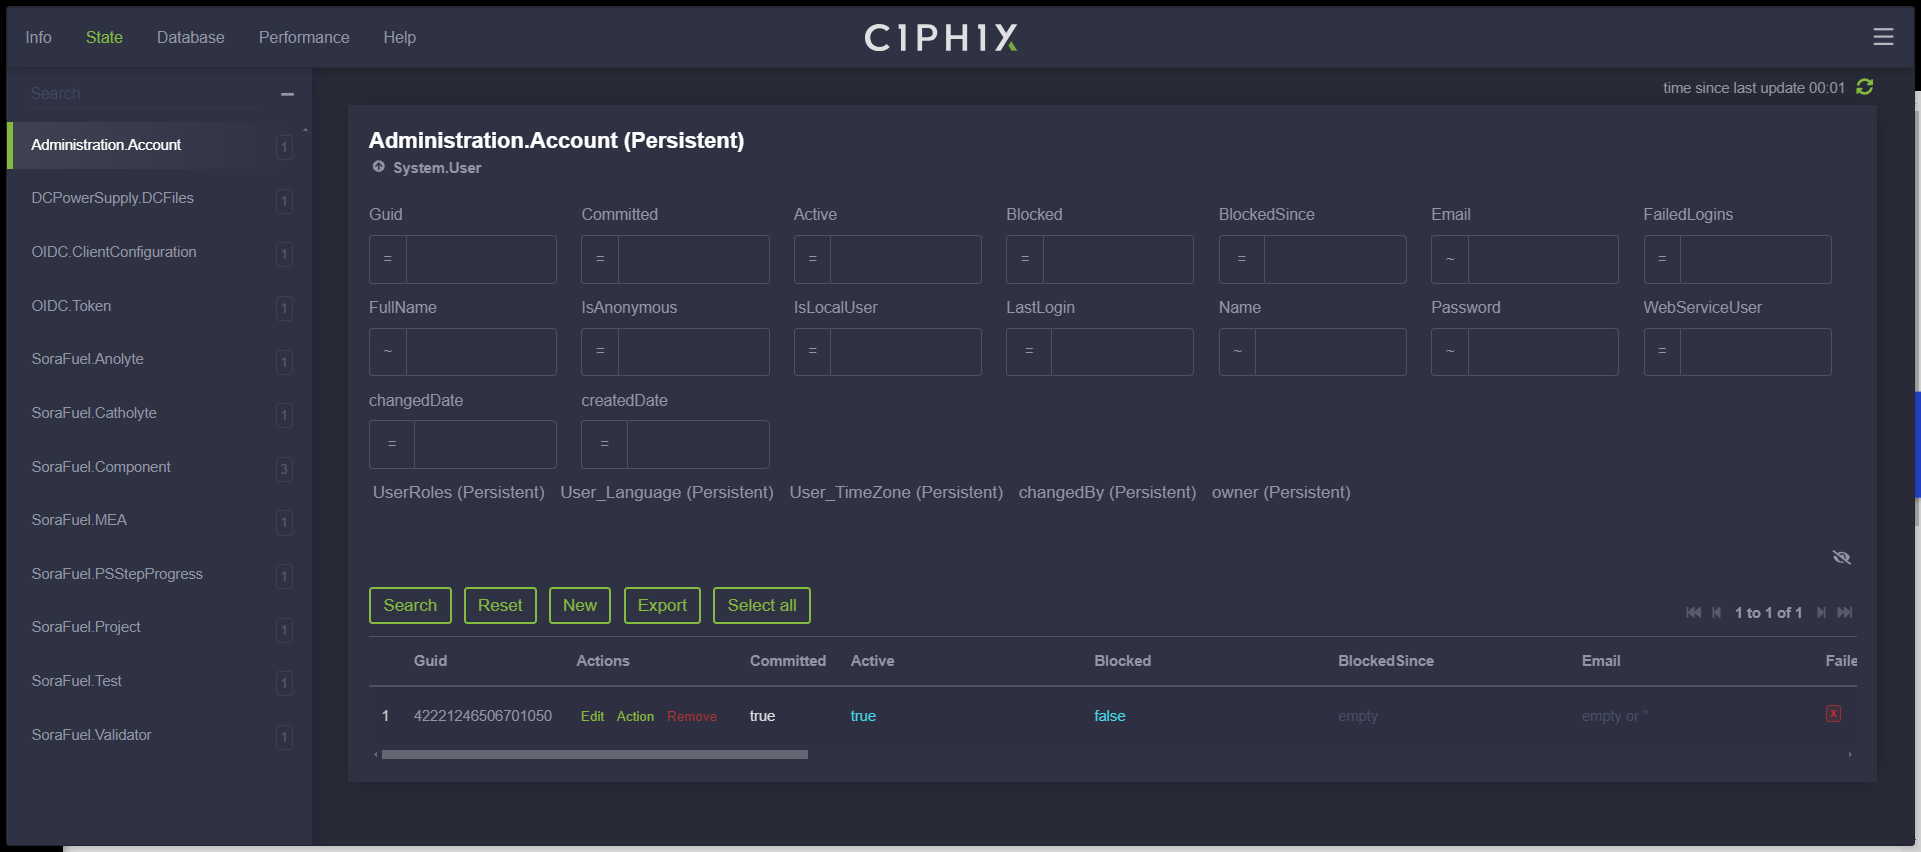 Info State Database Performance Help C1PH1X
time since last update 00:01
Search
Administration.Account 1
DCPowerSupply.DCFiles 1
OIDC.ClientConfiguration 1
OIDC.Token 1
SoraFuel.Anolyte 1
SoraFuel.Catholyte 1
SoraFuel.Component 3
SoraFuel.MEA 1
SoraFuel.PSStepProgress 1
SoraFuel.Project 1
SoraFuel.Test 1
SoraFuel.Validator 1
Administration.Account (Persistent)
System.User
Guid Committed Active Blocked BlockedSince Email FailedLogins
= = = = = ~ =
FullName IsAnonymous IsLocalUser LastLogin Name Password WebServiceUser
~ = = = ~ ~ =
changedDate createdDate
= =
UserRoles (Persistent) User_Language (Persistent) User_TimeZone (Persistent) changedBy (Persistent) owner (Persistent)
Search Reset New Export Select all 1 to 1 of 1
Guid Actions Committed Active Blocked BlockedSince Email Faile
1 42221246506701050 Edit Action Remove true true false empty empty or '' x